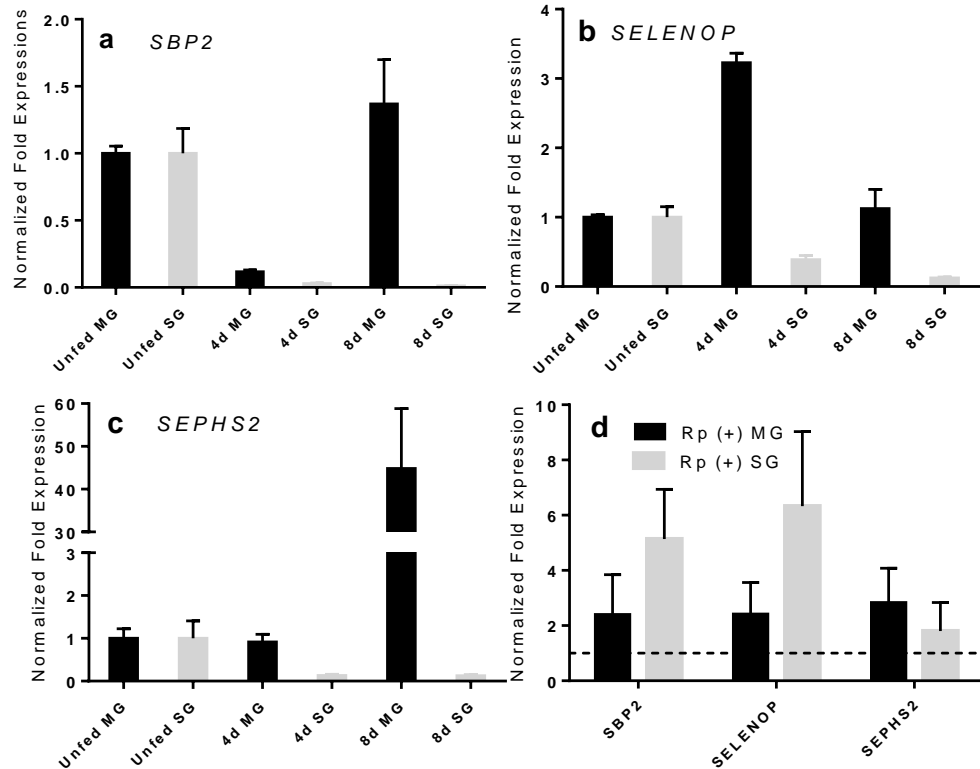 a SBP2
Normalized Fold Expressions
2.0
1.5
1.0
0.5
0.0
Unfed MG
Unfed SG
4d MG
4d SG
8d MG
8d SG
b SELENOP
Normalized Fold Expression
4
3
2
1
0
Unfed MG
Unfed SG
4d MG
4d SG
8d MG
8d SG
c SEPHS2
Normalized Fold Expression
60
50
40
30
3
2
1
0
Unfed MG
Unfed SG
4d MG
4d SG
8d MG
8d SG
d
Rp (+) MG
Rp (+) SG
Normalized Fold Expression
10
8
6
4
2
0
SBP2
SELENOP
SEPHS2